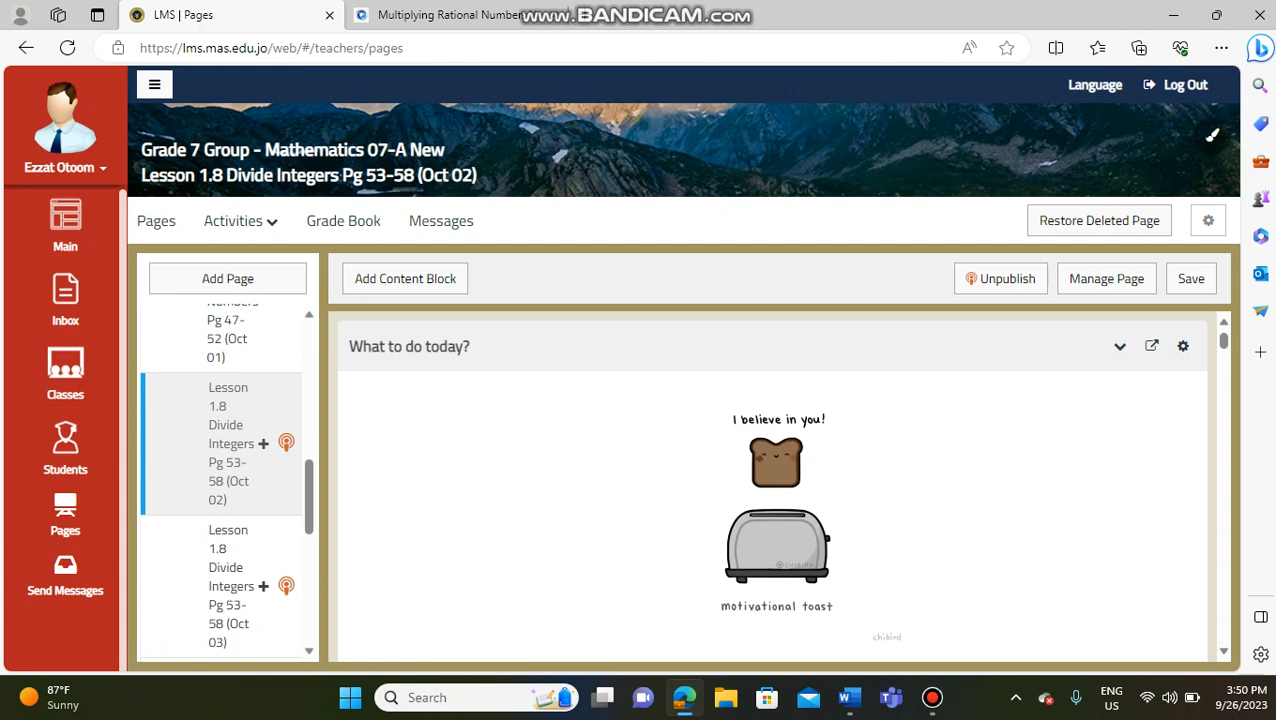 LMS | Pages
Multiplying Rational Number
www.BANDICAM.com
https://lms.mas.edu.jo/web/#/teachers/pages
Language
Log Out
Ezzat Otoom
Grade 7 Group - Mathematics 07-A New
Lesson 1.8 Divide Integers Pg 53-58 (Oct 02)
Main
Inbox
Classes
Students
Pages
Send Messages
Pages
Activities
Grade Book
Messages
Restore Deleted Page
Add Page
Add Content Block
Unpublish
Manage Page
Save
Numbers
Pg 47-
52 (Oct
01)
Lesson
1.8
Divide
Integers
Pg 53-
58 (Oct
02)
Lesson
1.8
Divide
Integers
Pg 53-
58 (Oct
03)
What to do today?
I believe in you!
©CHIBIRD
motivational toast
chibird
87°F
Sunny
Search
ENG
US
3:50 PM
9/26/2023